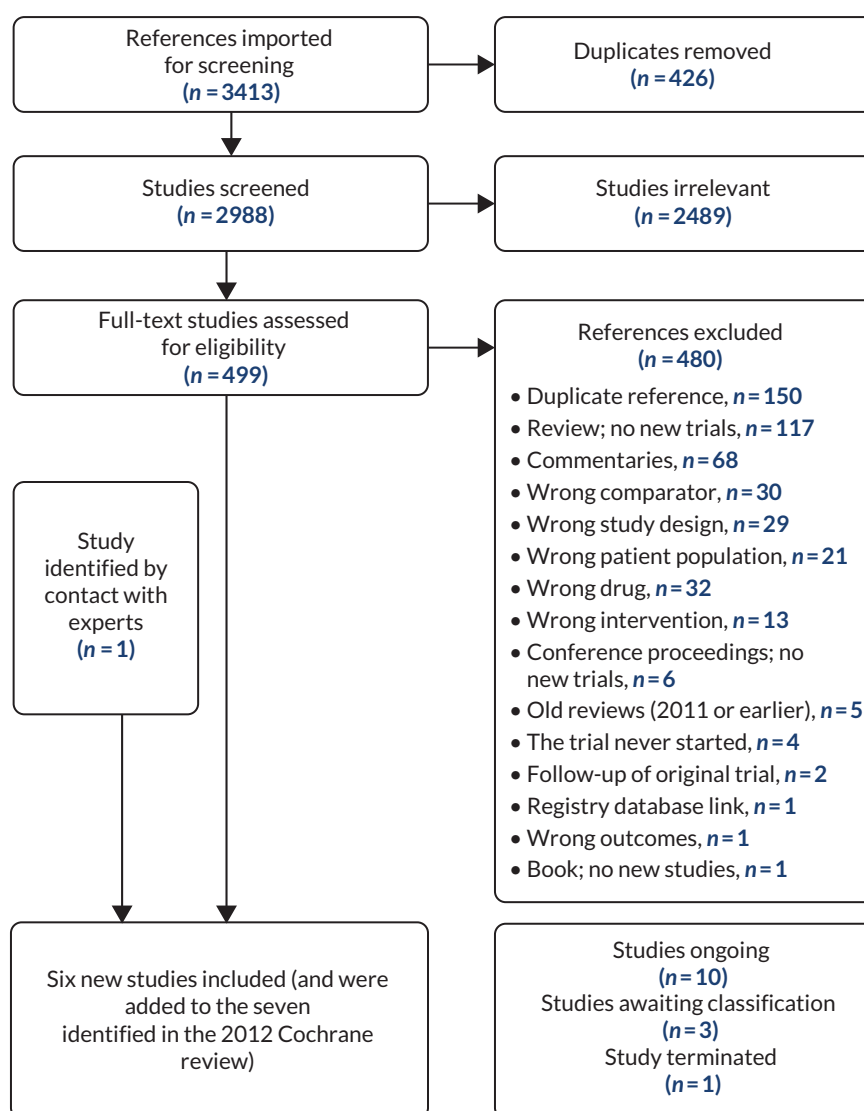 References imported
for screening
(n = 3413)
Duplicates removed
(n = 426)
Studies screened
(n = 2988)
Studies irrelevant
(n = 2489)
Full-text studies assessed
for eligibility
(n = 499)
References excluded
(n = 480)
• Duplicate reference, n = 150
• Review; no new trials, n = 117
• Commentaries, n = 68
• Wrong comparator, n = 30
• Wrong study design, n = 29
• Wrong patient population, n = 21
• Wrong drug, n = 32
• Wrong intervention, n = 13
• Conference proceedings; no
new trials, n = 6
• Old reviews (2011 or earlier), n = 5
• The trial never started, n = 4
• Follow-up of original trial, n = 2
• Registry database link, n = 1
• Wrong outcomes, n = 1
• Book; no new studies, n = 1
Study
identified by
contact with
experts
(n = 1)
Six new studies included (and were
added to the seven
identified in the 2012 Cochrane
review)
Studies ongoing
(n = 10)
Studies awaiting classification
(n = 3)
Study terminated
(n = 1)